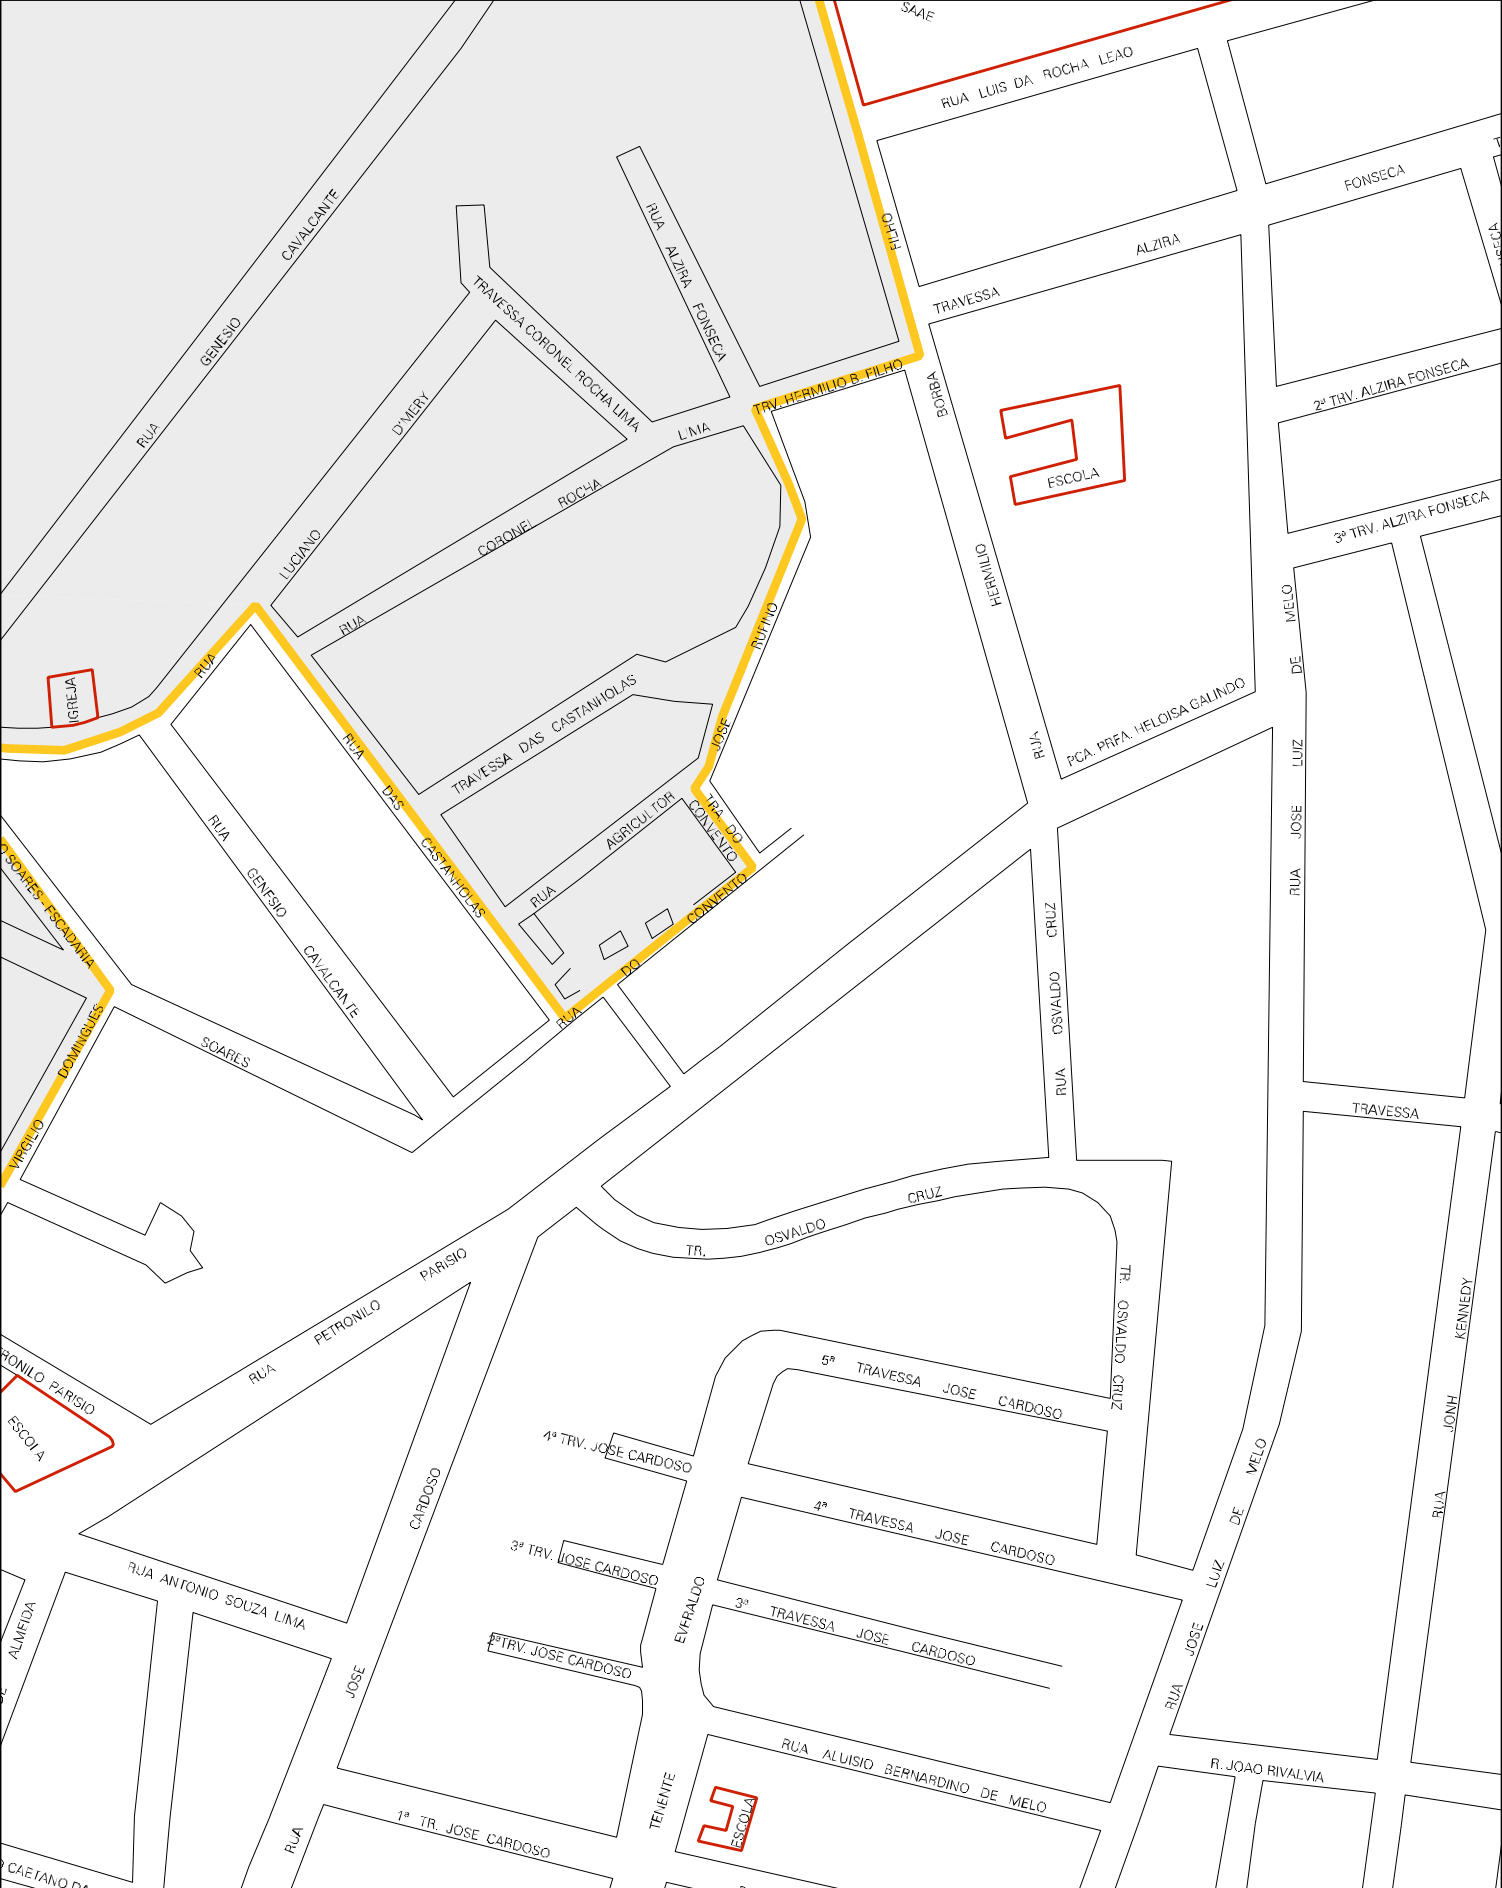 SAAE
RUA LUIS DA ROCHA LEAO
FONSECA
ALZIRA
TRAVESSA
FILHO
CAVALCANTE
GENESIO
RUA
RUA ALZIRA FONSECA
TRAVESSA CORONEL ROCHA LIMA
TRV. HERMILIO B. FILHO
2ª TRV. ALZIRA FONSECA
BORBA
D'MERY
LIMA
ESCOLA
ROCHA
CORONEL
3ª TRV. ALZIRA FONSECA
LUCIANO
HERMILIO
MELO
RUA
RUFINO
DE
RUA
IGREJA
TRAVESSA DAS CASTANHOLAS
PCA. PRFA. HELOISA GALINDO
JOSE
RUA
RUA
LUIZ
DAS
AGRICULTOR
TRA. DO
CONVENTO
RUA
JOSE
CASTANHOLAS
GENESIO
RUA
RUA
CONVENTO
CRUZ
O SOARES - ESCADARIA
CAVALCANTE
DO
OSVALDO
RUA
DOMINGUES
SOARES
RUA
TRAVESSA
VIRGILIO
CRUZ
OSVALDO
TR.
PARISIO
PETRONILO
RUA
TR. OSVALDO CRUZ
KENNEDY
RONILO PARISIO
5ª TRAVESSA JOSE CARDOSO
ESCOLA
JONH
4ª TRV. JOSE CARDOSO
MELO
CARDOSO
4ª TRAVESSA JOSE CARDOSO
DE
RUA
3ª TRV. JOSE CARDOSO
LUIZ
RUA ANTONIO SOUZA LIMA
EVERALDO
3ª TRAVESSA JOSE CARDOSO
ALMEIDA
JOSE
2ª TRV. JOSE CARDOSO
JOSE
RUA
RUA ALUISIO BERNARDINO DE MELO
R. JOAO RIVALVIA
TENENTE
ESCOLA
1ª TR. JOSE CARDOSO
RUA
CAETANO DA